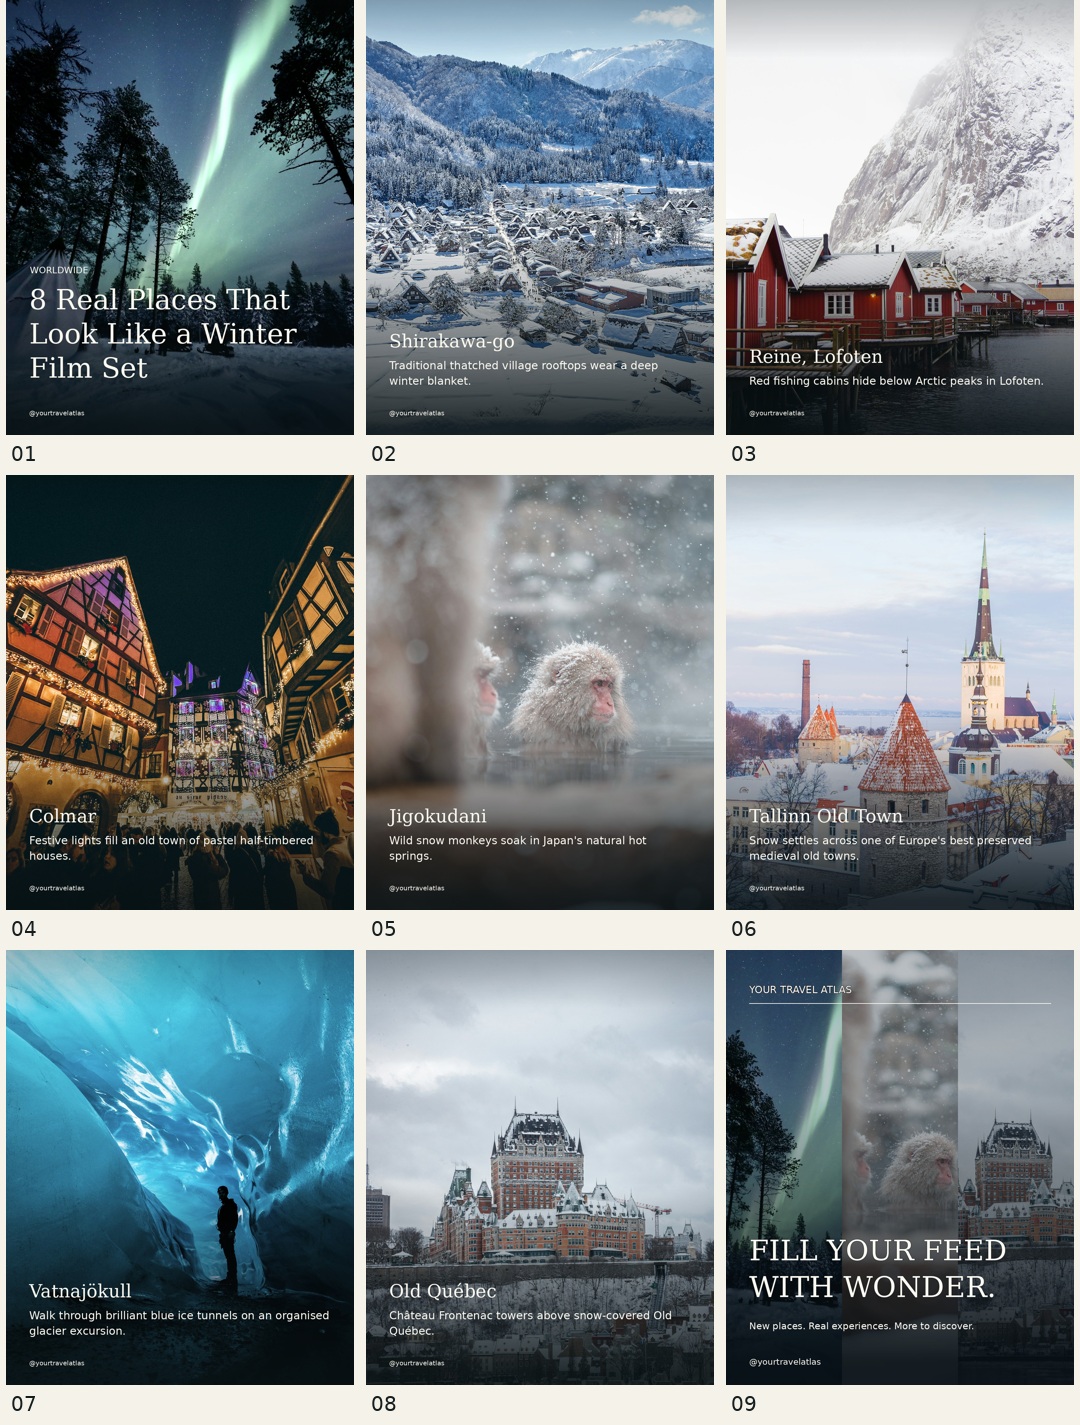 WORLDWIDE
8 Real Places That
Look Like a Winter
Film Set
@yourtravelatlas
01
Shirakawa-go
Traditional thatched village rooftops wear a deep
winter blanket.
@yourtravelatlas
02
Reine, Lofoten
Red fishing cabins hide below Arctic peaks in Lofoten.
@yourtravelatlas
03
Colmar
Festive lights fill an old town of pastel half-timbered
houses.
@yourtravelatlas
04
Jigokudani
Wild snow monkeys soak in Japan's natural hot
springs.
@yourtravelatlas
05
Tallinn Old Town
Snow settles across one of Europe's best preserved
medieval old towns.
@yourtravelatlas
06
Vatnajökull
Walk through brilliant blue ice tunnels on an organised
glacier excursion.
@yourtravelatlas
07
Old Québec
Château Frontenac towers above snow-covered Old
Québec.
@yourtravelatlas
08
YOUR TRAVEL ATLAS
FILL YOUR FEED
WITH WONDER.
New places. Real experiences. More to discover.
@yourtravelatlas
09